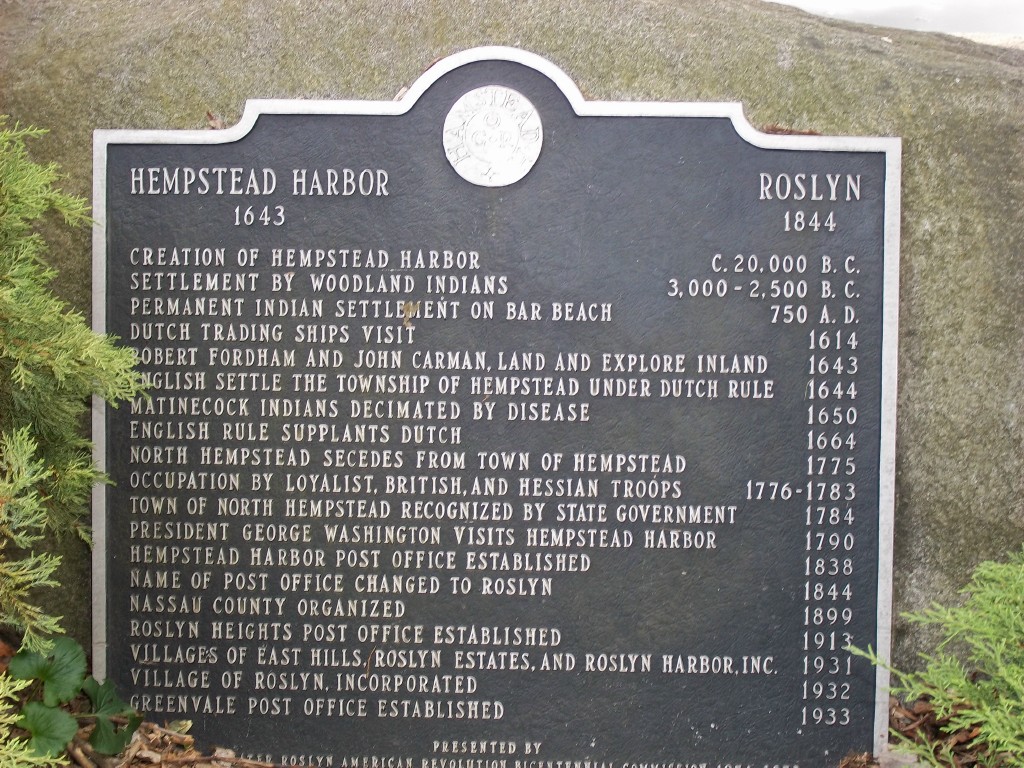 HEMPSTEAD HARBOR ROSLYN
1643 1844
CREATION OF HEMPSTEAD HARBOR C. 20,000 B. C.
SETTLEMENT BY WOODLAND INDIANS 3,000 - 2,500 B. C.
PERMANENT INDIAN SETTLEMENT ON BAR BEACH 750 A. D.
DUTCH TRADING SHIPS VISIT 1614
ROBERT FORDHAM AND JOHN CARMAN, LAND AND EXPLORE INLAND 1643
ENGLISH SETTLE THE TOWNSHIP OF HEMPSTEAD UNDER DUTCH RULE 1644
MATINECOCK INDIANS DECIMATED BY DISEASE 1650
ENGLISH RULE SUPPLANTS DUTCH 1664
NORTH HEMPSTEAD SECEDES FROM TOWN OF HEMPSTEAD 1775
OCCUPATION BY LOYALIST, BRITISH, AND HESSIAN TROOPS 1776-1783
TOWN OF NORTH HEMPSTEAD RECOGNIZED BY STATE GOVERNMENT 1784
PRESIDENT GEORGE WASHINGTON VISITS HEMPSTEAD HARBOR 1790
HEMPSTEAD HARBOR POST OFFICE ESTABLISHED 1838
NAME OF POST OFFICE CHANGED TO ROSLYN 1844
NASSAU COUNTY ORGANIZED 1899
ROSLYN HEIGHTS POST OFFICE ESTABLISHED 1913
VILLAGES OF EAST HILLS, ROSLYN ESTATES, AND ROSLYN HARBOR, INC. 1931
VILLAGE OF ROSLYN, INCORPORATED 1932
GREENVALE POST OFFICE ESTABLISHED 1933
PRESENTED BY
ROSLYN AMERICAN REVOLUTION BICENTENNIAL COMMISSION